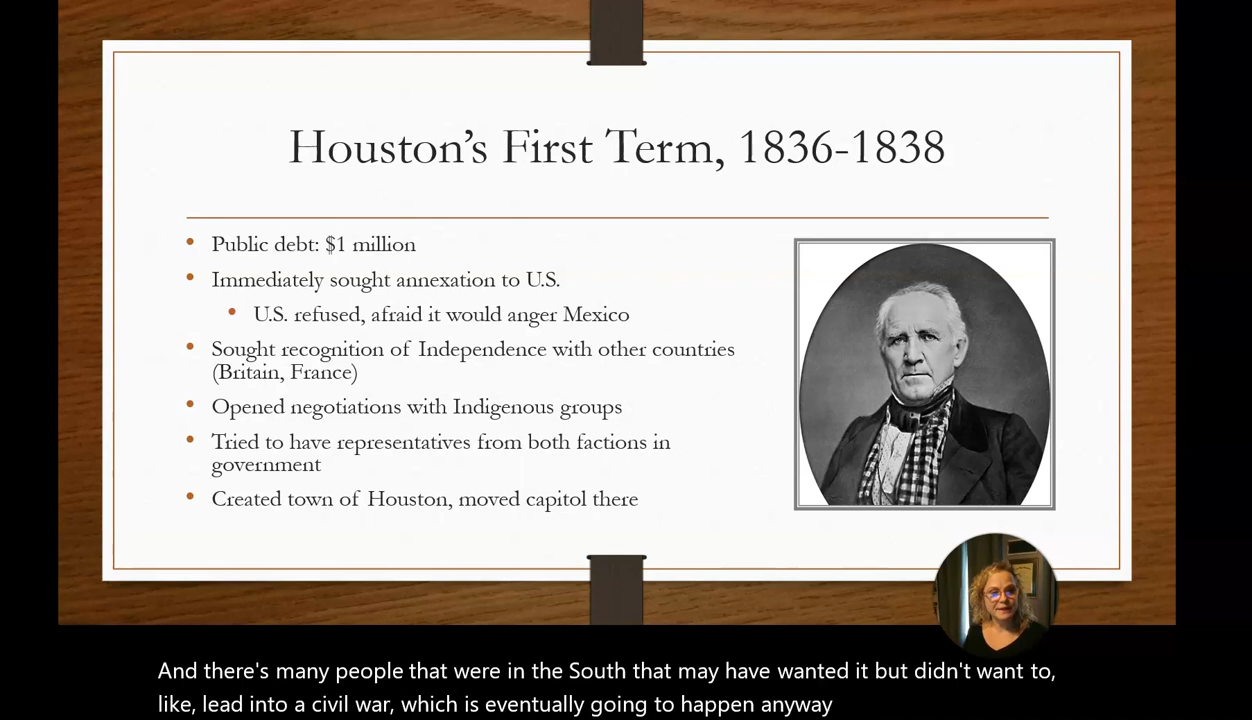 Houston’s First Term, 1836-1838
• Public debt: $1 million
• Immediately sought annexation to U.S.
• U.S. refused, afraid it would anger Mexico
• Sought recognition of Independence with other countries
(Britain, France)
• Opened negotiations with Indigenous groups
• Tried to have representatives from both factions in
government
• Created town of Houston, moved capitol there
And there's many people that were in the South that may have wanted it but didn't want to,
like, lead into a civil war, which is eventually going to happen anyway